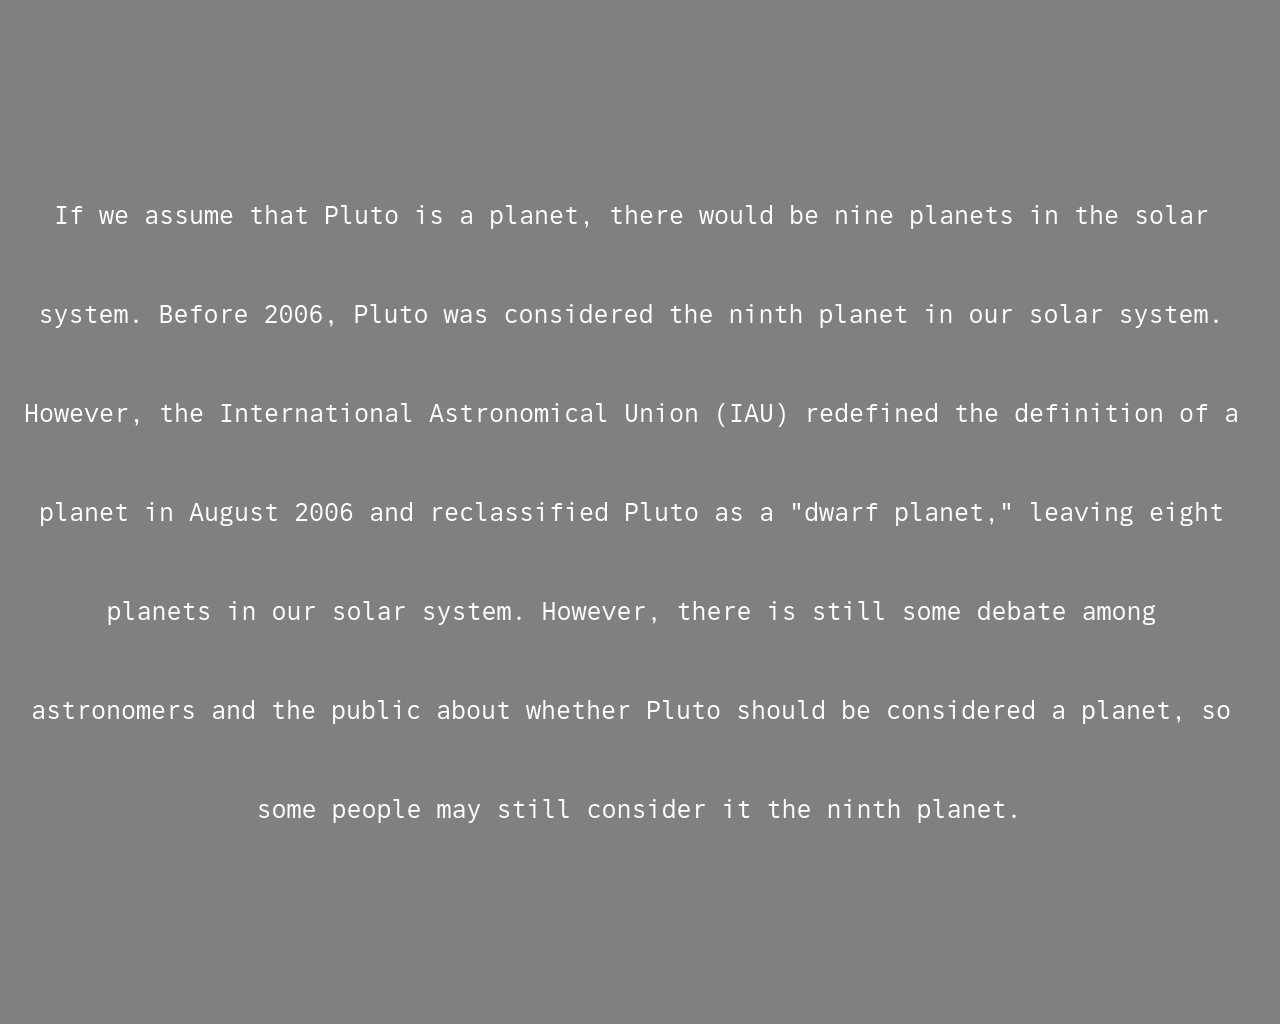 If we assume that Pluto is a planet, there would be nine planets in the solar
system. Before 2006, Pluto was considered the ninth planet in our solar system.
However, the International Astronomical Union (IAU) redefined the definition of a
planet in August 2006 and reclassified Pluto as a "dwarf planet," leaving eight
planets in our solar system. However, there is still some debate among
astronomers and the public about whether Pluto should be considered a planet, so
some people may still consider it the ninth planet.